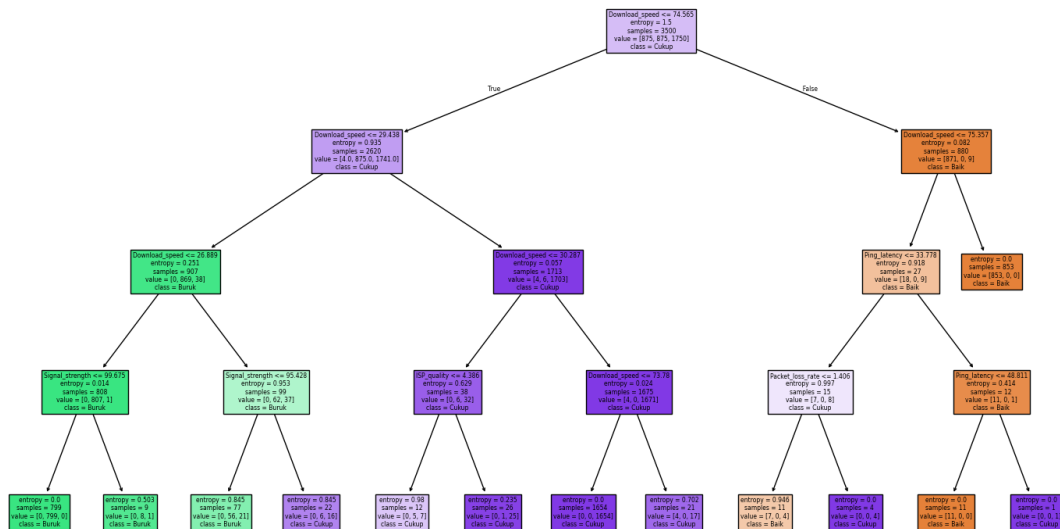 Download_speed <= 74.565
entropy = 1.5
samples = 3500
value = [875, 875, 1750]
class = Cukup
True
False
Download_speed <= 29.438
entropy = 0.935
samples = 2620
value = [4.0, 875.0, 1741.0]
class = Cukup
Download_speed <= 75.357
entropy = 0.082
samples = 880
value = [871, 0, 9]
class = Baik
Download_speed <= 26.889
entropy = 0.251
samples = 907
value = [0, 869, 38]
class = Buruk
Download_speed <= 30.287
entropy = 0.057
samples = 1713
value = [4, 6, 1703]
class = Cukup
Ping_latency <= 33.778
entropy = 0.918
samples = 27
value = [18, 0, 9]
class = Baik
entropy = 0.0
samples = 853
value = [853, 0, 0]
class = Baik
Signal_strength <= 99.675
entropy = 0.014
samples = 808
value = [0, 807, 1]
class = Buruk
Signal_strength <= 95.428
entropy = 0.953
samples = 99
value = [0, 62, 37]
class = Buruk
ISP_quality <= 4.386
entropy = 0.629
samples = 38
value = [0, 6, 32]
class = Cukup
Download_speed <= 73.78
entropy = 0.024
samples = 1675
value = [4, 0, 1671]
class = Cukup
Packet_loss_rate <= 1.406
entropy = 0.997
samples = 15
value = [7, 0, 8]
class = Cukup
Ping_latency <= 48.811
entropy = 0.414
samples = 12
value = [11, 0, 1]
class = Baik
entropy = 0.0
samples = 799
value = [0, 799, 0]
class = Buruk
entropy = 0.503
samples = 9
value = [0, 8, 1]
class = Buruk
entropy = 0.845
samples = 77
value = [0, 56, 21]
class = Buruk
entropy = 0.845
samples = 22
value = [0, 6, 16]
class = Cukup
entropy = 0.98
samples = 12
value = [0, 5, 7]
class = Cukup
entropy = 0.235
samples = 26
value = [0, 1, 25]
class = Cukup
entropy = 0.0
samples = 1654
value = [0, 0, 1654]
class = Cukup
entropy = 0.702
samples = 21
value = [4, 0, 17]
class = Cukup
entropy = 0.946
samples = 11
value = [7, 0, 4]
class = Baik
entropy = 0.0
samples = 4
value = [0, 0, 4]
class = Cukup
entropy = 0.0
samples = 11
value = [11, 0, 0]
class = Baik
entropy = 0.0
samples = 1
value = [0, 0, 1]
class = Cukup